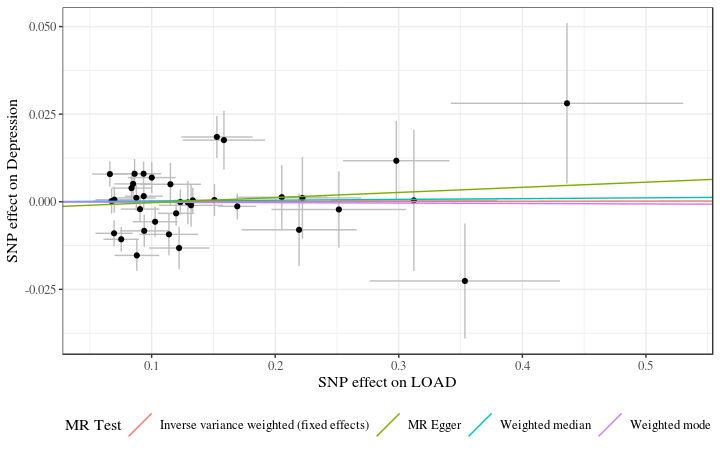 0.050
0.025
0.000
-0.025
SNP effect on Depression
0.1 0.2 0.3 0.4 0.5
SNP effect on LOAD
MR Test Inverse variance weighted (fixed effects) MR Egger Weighted median Weighted mode